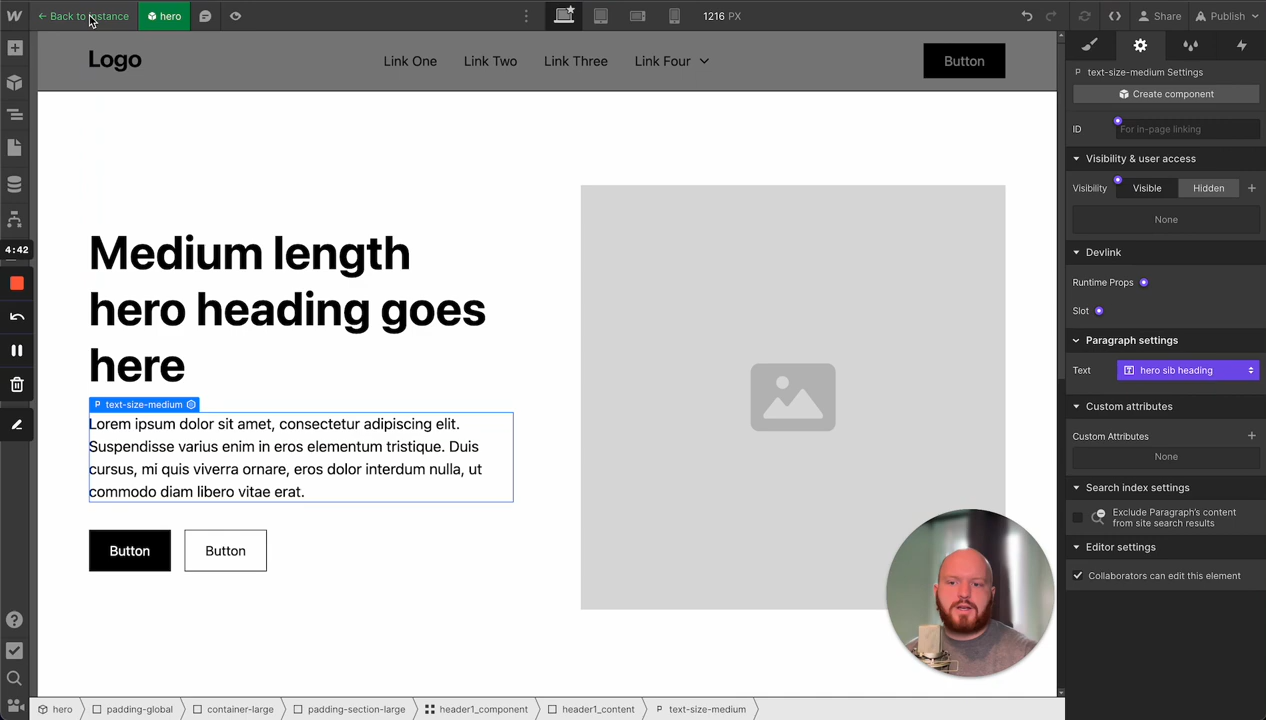 ← Back to instance
hero
1216 PX
Share
Publish
Logo
Link One
Link Two
Link Three
Link Four
Button
text-size-medium Settings
Create component
ID
For in-page linking
Visibility & user access
Visibility
Visible
Hidden
None
4:42
Devlink
Runtime Props
Slot
Paragraph settings
Text
hero sib heading
Custom attributes
Custom Attributes
None
Search index settings
Exclude Paragraph's content
from site search results
Editor settings
Collaborators can edit this element
Medium length
hero heading goes
here
text-size-medium
Lorem ipsum dolor sit amet, consectetur adipiscing elit.
Suspendisse varius enim in eros elementum tristique. Duis
cursus, mi quis viverra ornare, eros dolor interdum nulla, ut
commodo diam libero vitae erat.
Button
Button
hero
padding-global
container-large
padding-section-large
header1_component
header1_content
text-size-medium